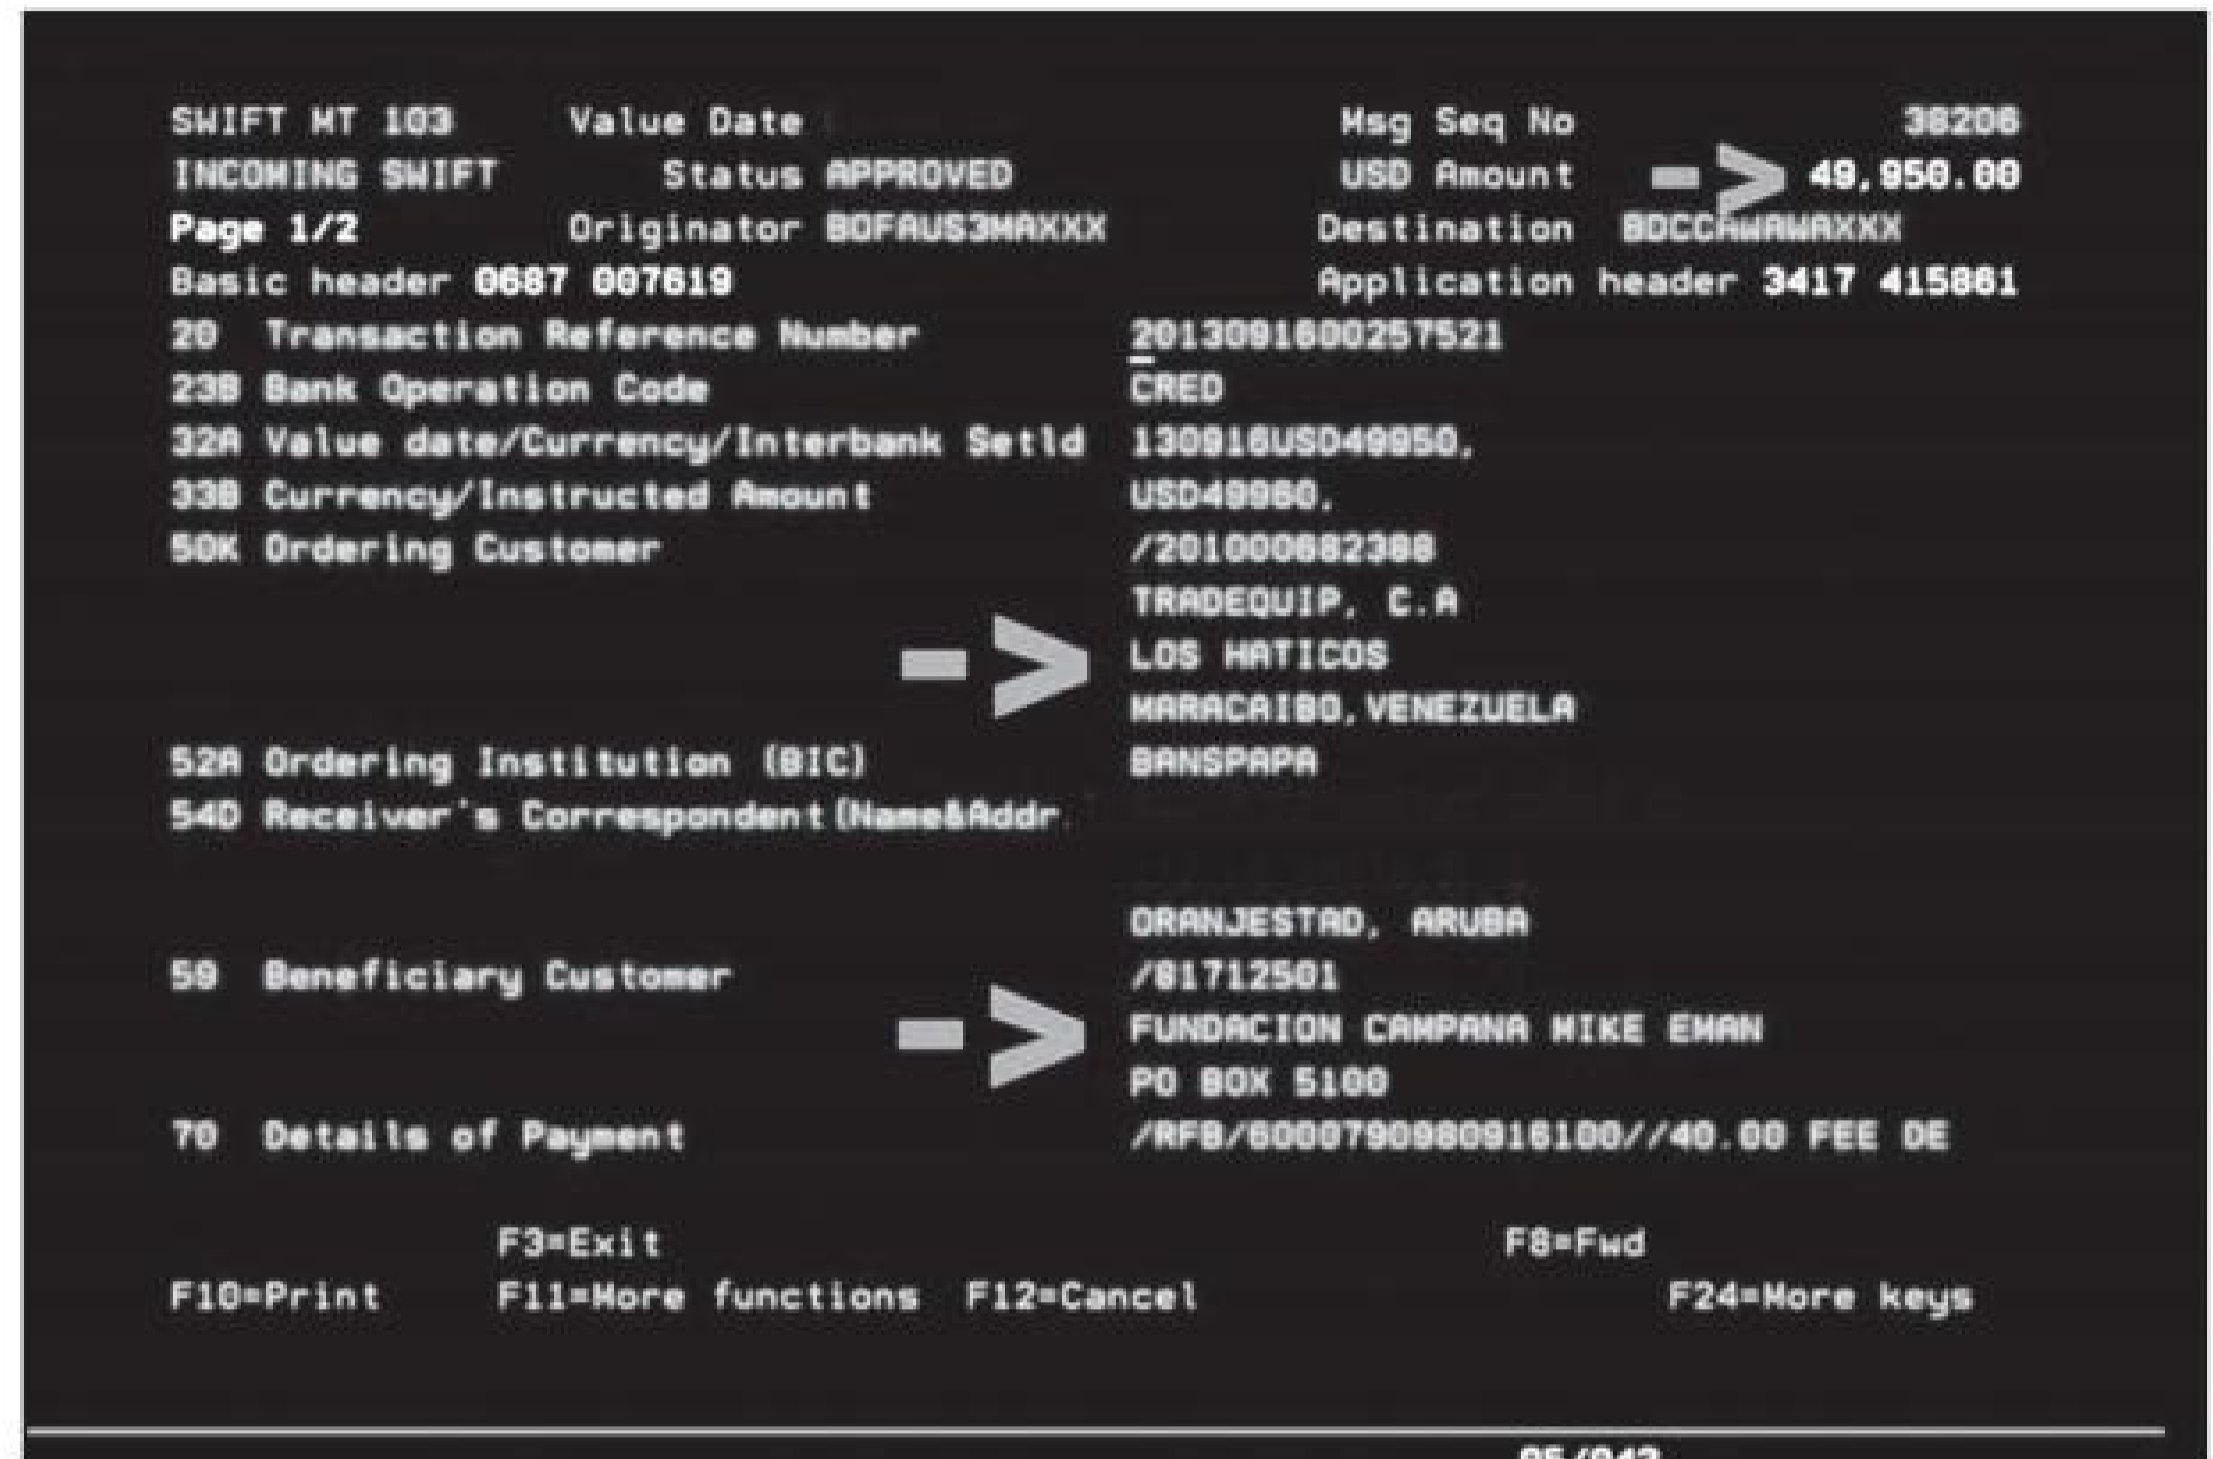 SWIFT MT 103 Value Date Msg Seq No 38206
INCOMING SWIFT Status APPROVED USD Amount -> 49,950.00
Page 1/2 Originator BOFAUS3MAXXX Destination BDCCAWAWAXXX
Basic header 0687 007619 Application header 3417 415861
20 Transaction Reference Number 2013091600257521
23B Bank Operation Code CRED
32A Value date/Currency/Interbank Setld 130916USD49950,
33B Currency/Instructed Amount USD49960,
50K Ordering Customer
TRADEQUIP, C.A
-> LOS HATICOS
MARACAIBO,VENEZUELA
52A Ordering Institution (BIC) BANSPAPA
54D Receiver's Correspondent(Name&Addr
ORANJESTAD, ARUBA
59 Beneficiary Customer /81712501
-> FUNDACION CAMPANA MIKE EMAN
PO BOX 5100
70 Details of Payment /RFB/6000790980916100//40.00 FEE DE
F3=Exit F8=Fwd
F10=Print F11=More functions F12=Cancel F24=More keys